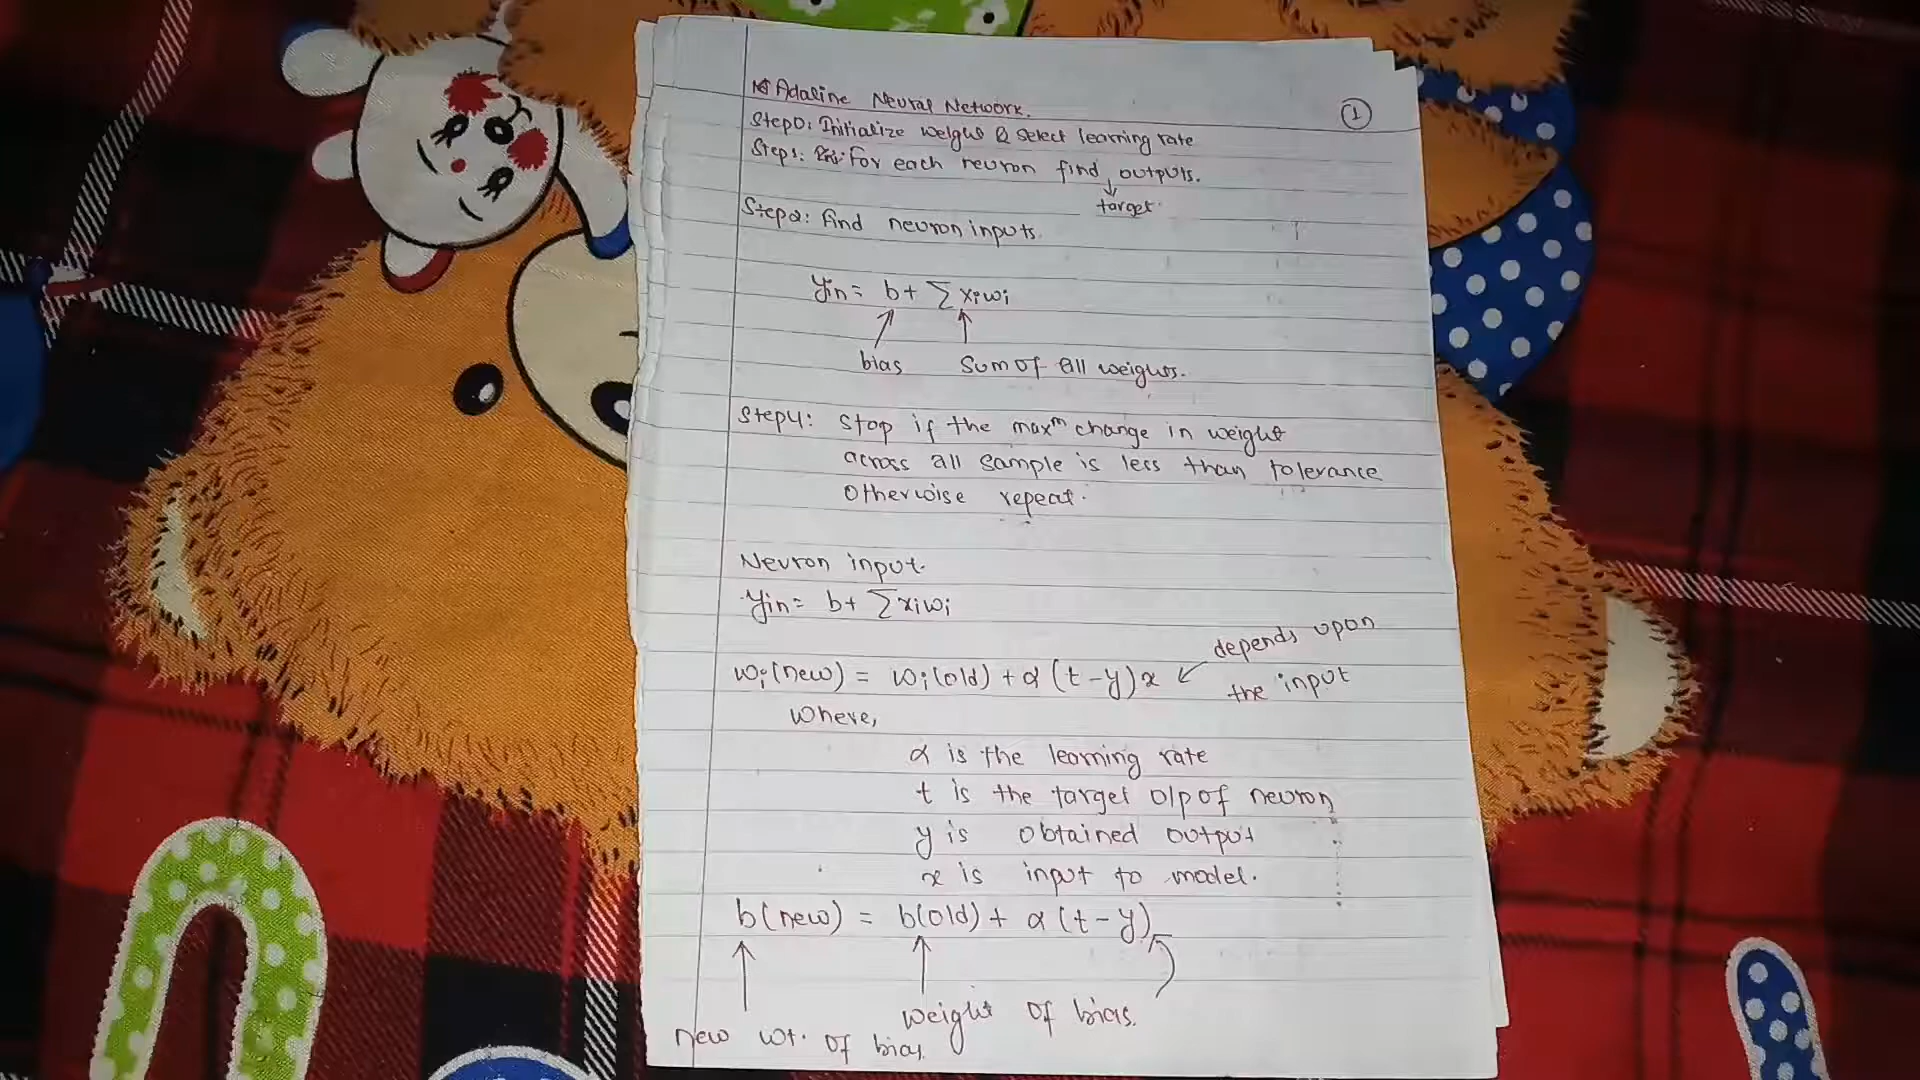 Adaline Neural Network.
①
Step0: Initialize weight & select learning rate
Step1: For each neuron find outputs.
target
Step2: find neuron inputs.
yin = b + ∑ xiwi
bias sum of all weights.
Step4: stop if the maxᵐ change in weight
across all sample is less than tolerance
otherwise repeat.
Neuron input.
yin = b + ∑xiwi
depends upon
wi(new) = wi(old) + α (t-y)x ↙ the input
where,
α is the learning rate
t is the target o/p of neuron
y is obtained output
x is input to model.
b(new) = b(old) + α (t-y)
weight of bias.
new wt. of bias.